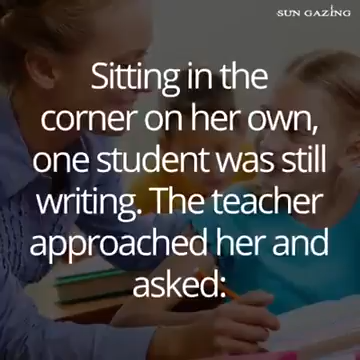 SUN GAZING
Sitting in the
corner on her own,
one student was still
writing. The teacher
approached her and
asked: